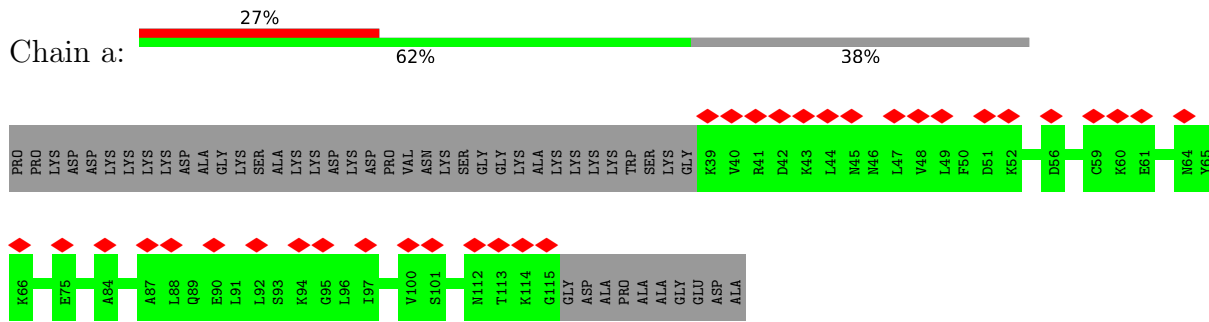 27%
Chain a:
62% 38%
PRO PRO LYS ASP ASP LYS LYS LYS LYS LYS ASP ALA GLY LYS SER ALA LYS LYS ASP LYS ASP PRO VAL ASN LYS SER GLY GLY LYS ALA LYS LYS LYS LYS TRP SER LYS GLY K39 V40 R41 D42 K43 L44 N45 N46 L47 V48 L49 F50 D51 K52 D56 C59 K60 E61 N64 Y65
K66 E75 A84 A87 L88 Q89 E90 L91 L92 S93 K94 G95 L96 I97 V100 S101 N112 T113 K114 G115 GLY ASP ALA PRO ALA ALA GLY GLU ASP ALA